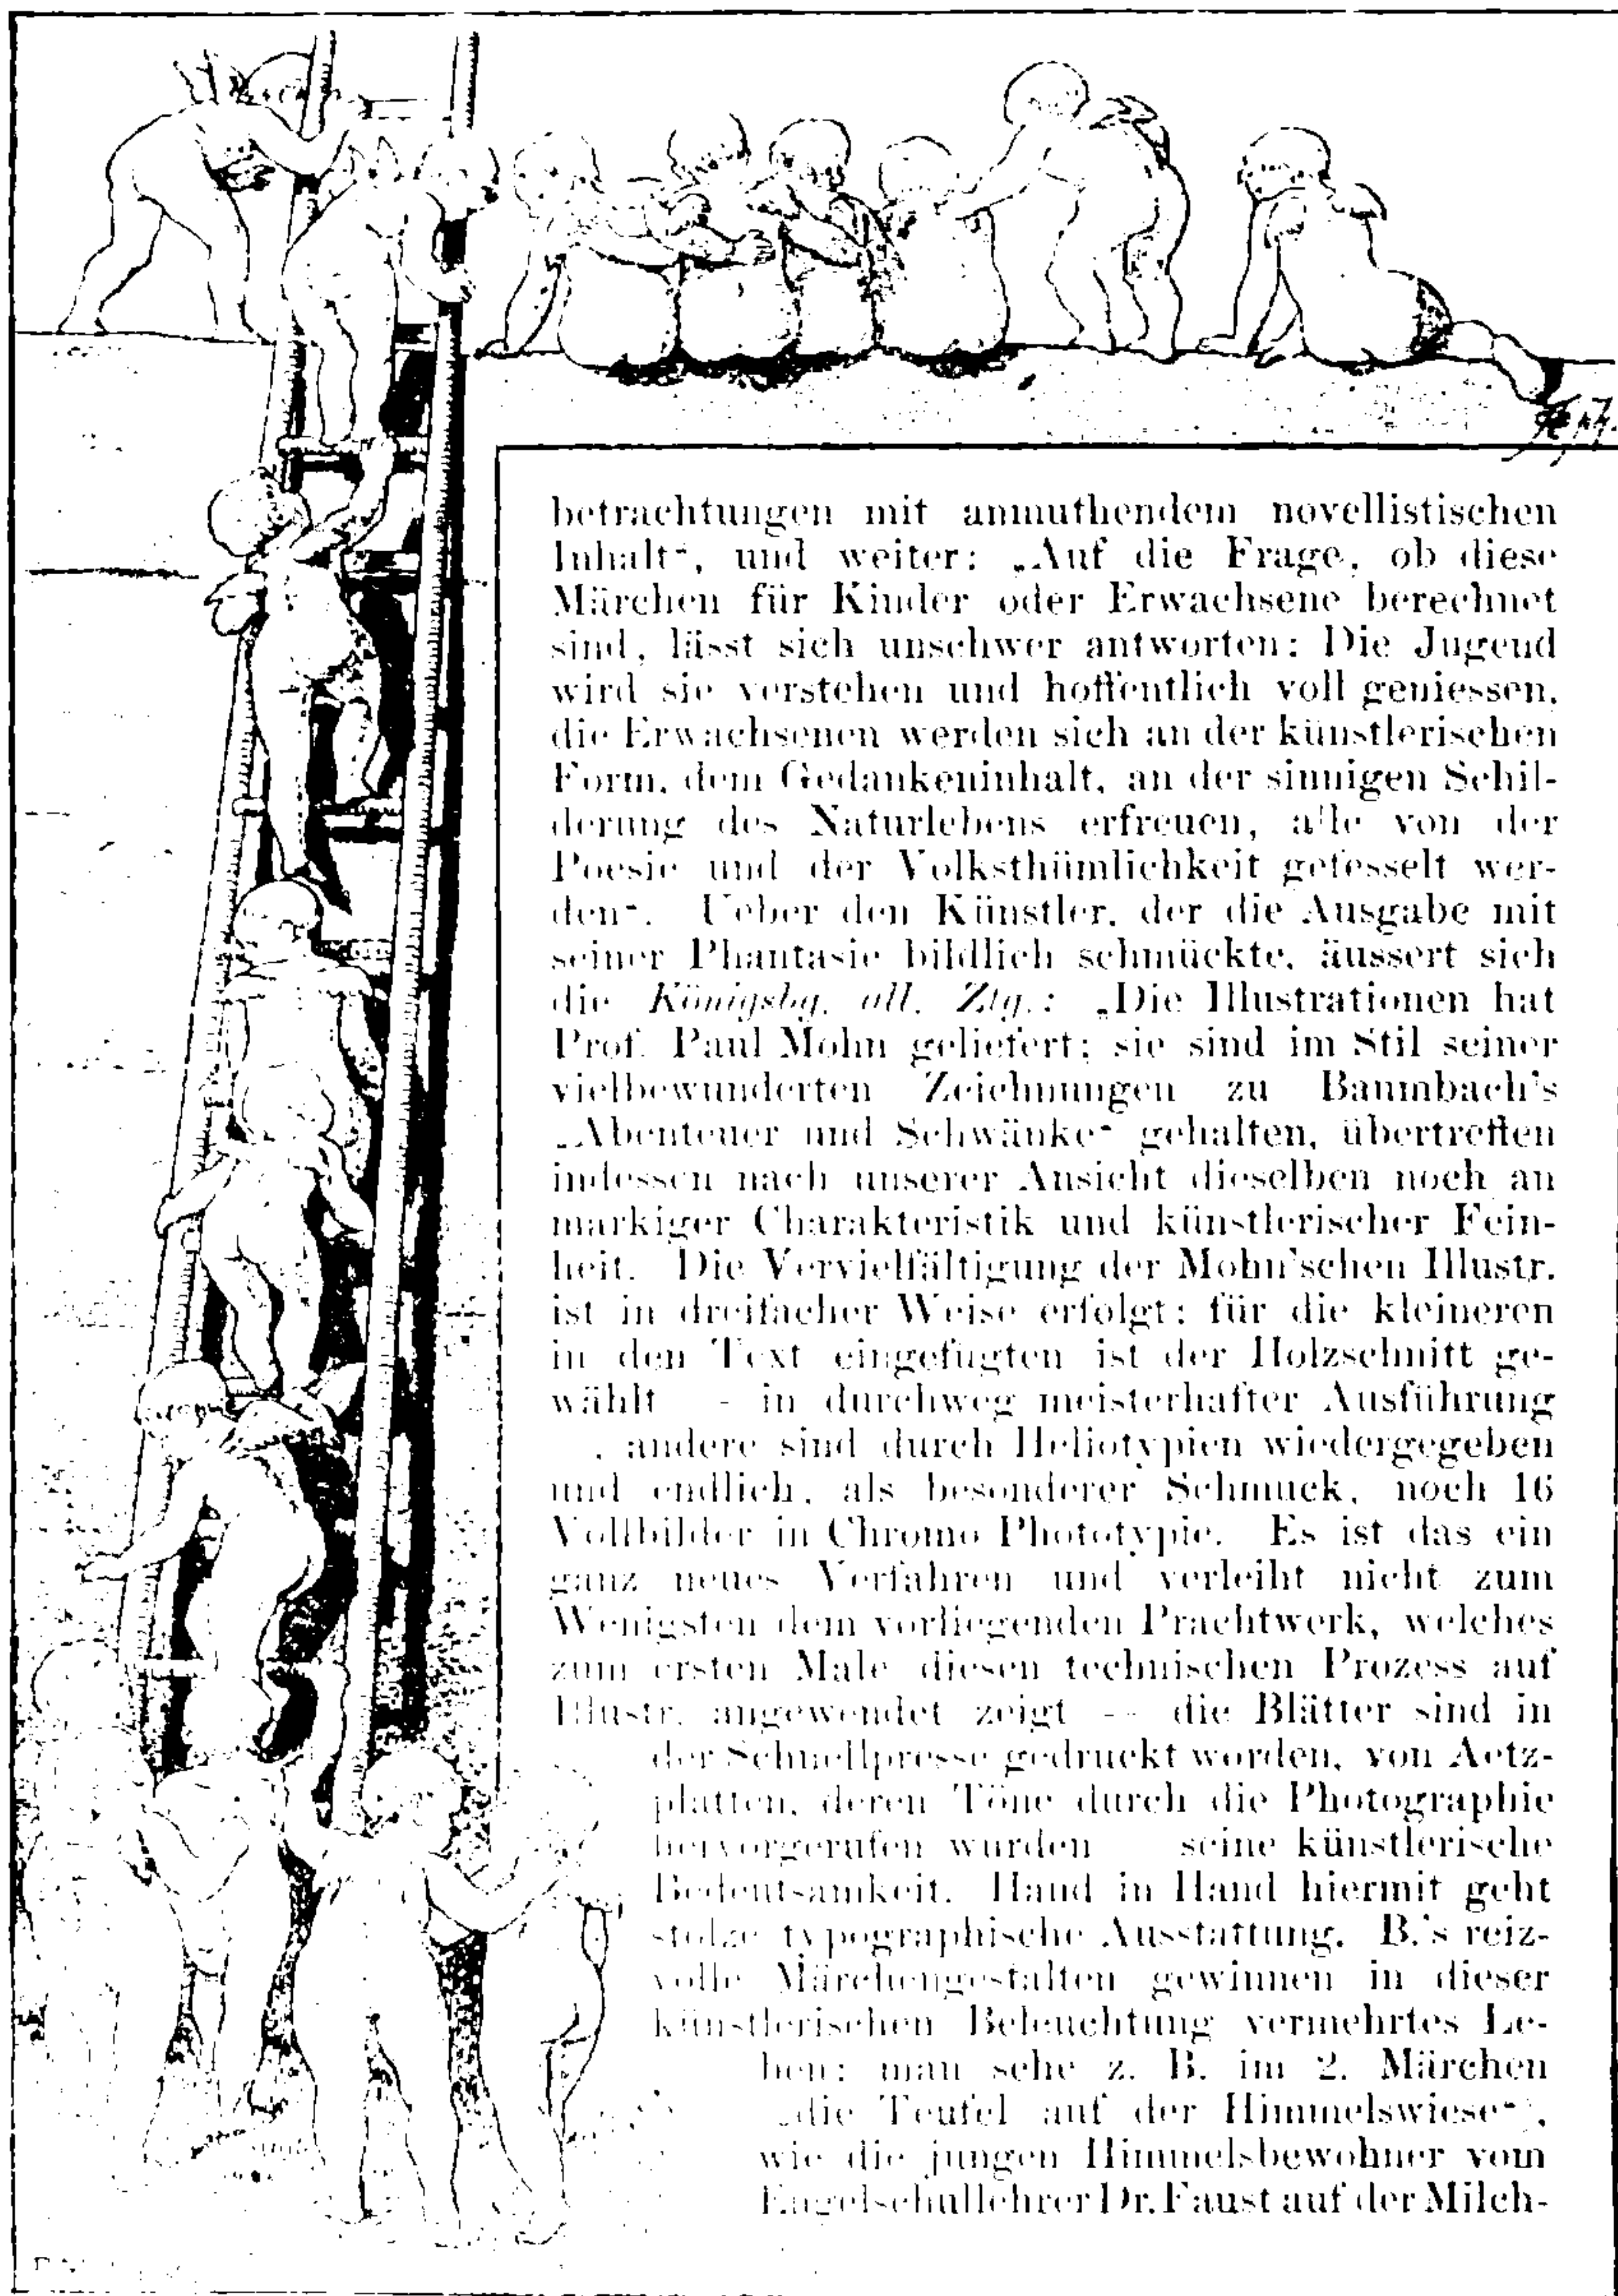 betrachtungen mit anmuthendem novellistischen
Inhalt“, und weiter: „Auf die Frage, ob diese
Märchen für Kinder oder Erwachsene berechnet
sind, lässt sich unschwer antworten: Die Jugend
wird sie verstehen und hoffentlich voll geniessen,
die Erwachsenen werden sich an der künstlerischen
Form, dem Gedankeninhalt, an der sinnigen Schil-
derung des Naturlebens erfreuen, alle von der
Poesie und der Volksthümlichkeit gefesselt wer-
den“. Ueber den Künstler, der die Ausgabe mit
seiner Phantasie bildlich schmückte, äussert sich
die Königsbg. all. Ztg.: „Die Illustrationen hat
Prof. Paul Mohn geliefert; sie sind im Stil seiner
vielbewunderten Zeichnungen zu Baumbach's
„Abenteuer und Schwänke“ gehalten, übertreffen
indessen nach unserer Ansicht dieselben noch an
markiger Charakteristik und künstlerischer Fein-
heit. Die Vervielfältigung der Mohn'schen Illustr.
ist in dreifacher Weise erfolgt: für die kleineren
in den Text eingefügten ist der Holzschnitt ge-
wählt - in durchweg meisterhafter Ausführung
, andere sind durch Heliotypien wiedergegeben
und endlich, als besonderer Schmuck, noch 16
Vollbilder in Chromo Phototypie. Es ist das ein
ganz neues Verfahren und verleiht nicht zum
Wenigsten dem vorliegenden Prachtwerk, welches
zum ersten Male diesen technischen Prozess auf
Illustr. angewendet zeigt -- die Blätter sind in
der Schnellpresse gedruckt worden, von Aetz-
platten, deren Töne durch die Photographie
hervorgerufen wurden seine künstlerische
Bedeutsamkeit. Hand in Hand hiermit geht
stolze typographische Ausstattung. B.'s reiz-
volle Märchengestalten gewinnen in dieser
künstlerischen Beleuchtung vermehrtes Le-
ben: man sehe z. B. im 2. Märchen
„die Teufel auf der Himmelswiese“,
wie die jungen Himmelsbewohner vom
Engelschullehrer Dr. Faust auf der Milch-